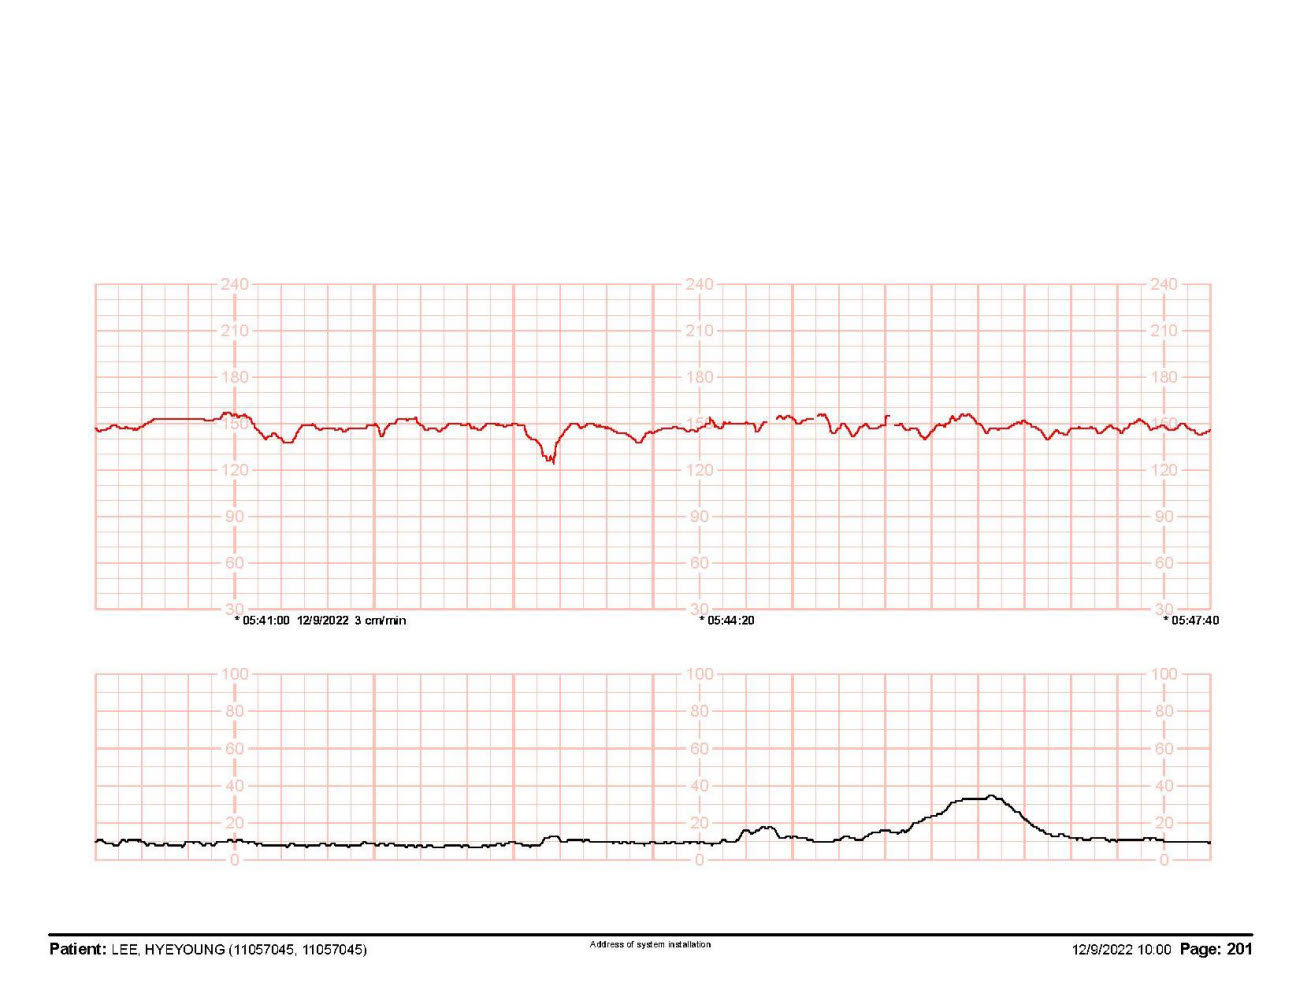 240 240 240
210 210 210
180 180 180
150 150 150
120 120 120
90 90 90
60 60 60
30 30 30
* 05:41:00 12/9/2022 3 cm/min * 05:44:20 * 05:47:40
100 100 100
80 80 80
60 60 60
40 40 40
20 20 20
0 0 0
Patient: LEE, HYEYOUNG (11057045, 11057045) Address of system installation 12/9/2022 10:00 Page: 201